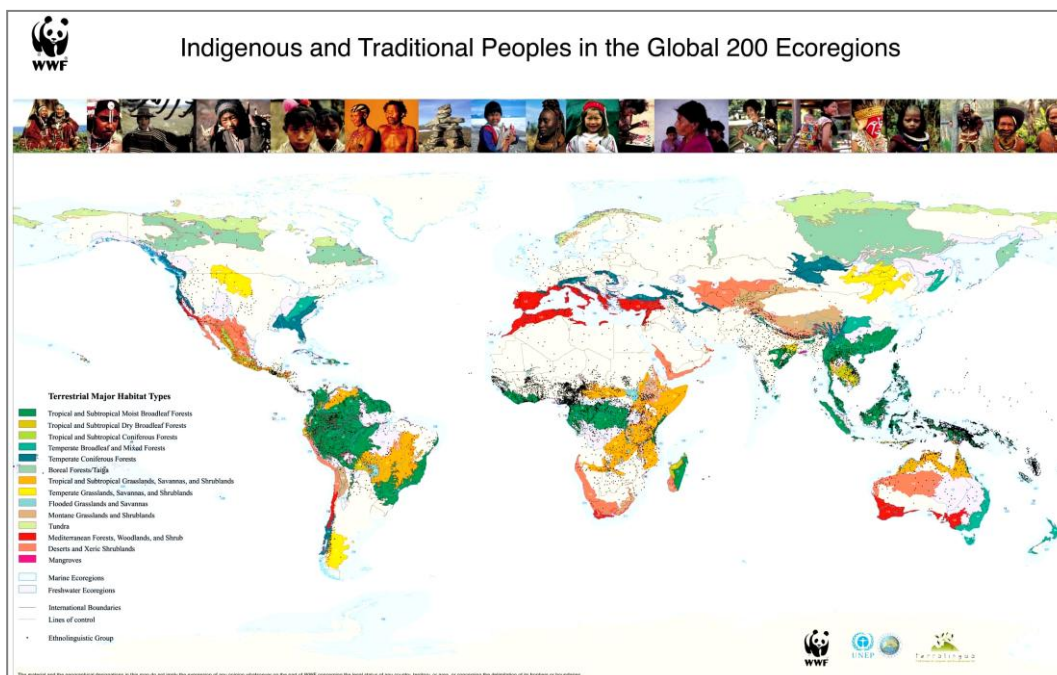 WWF
Indigenous and Traditional Peoples in the Global 200 Ecoregions
Terrestrial Major Habitat Types
Tropical and Subtropical Moist Broadleaf Forests
Tropical and Subtropical Dry Broadleaf Forests
Tropical and Subtropical Coniferous Forests
Temperate Broadleaf and Mixed Forests
Temperate Coniferous Forests
Boreal Forests/Taiga
Tropical and Subtropical Grasslands, Savannas, and Shrublands
Temperate Grasslands, Savannas, and Shrublands
Flooded Grasslands and Savannas
Montane Grasslands and Shrublands
Tundra
Mediterranean Forests, Woodlands, and Shrub
Deserts and Xeric Shrublands
Mangroves
Marine Ecoregions
Freshwater Ecoregions
International Boundaries
Lines of control
Ethnolinguistic Group
WWF
UNEP
Terralingua